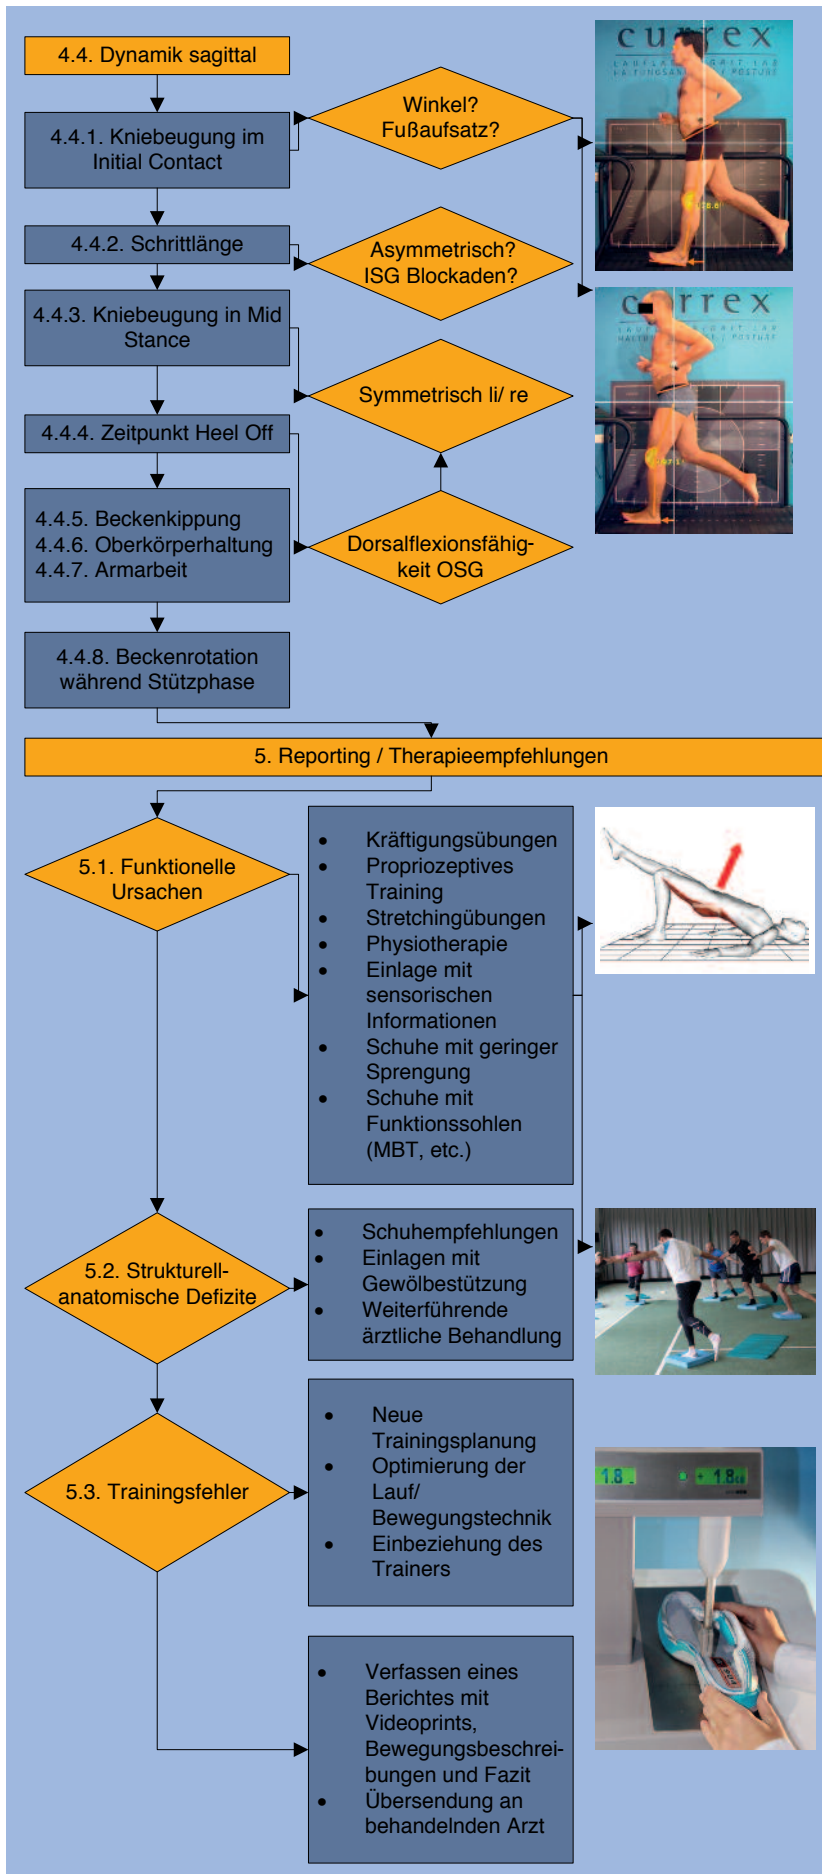 4.4. Dynamik sagittal
4.4.1. Kniebeugung im
Initial Contact
Winkel?
Fußaufsatz?
currex
4.4.2. Schrittlänge
Asymmetrisch?
ISG Blockaden?
4.4.3. Kniebeugung in Mid
Stance
Symmetrisch li/ re
currex
4.4.4. Zeitpunkt Heel Off
4.4.5. Beckenkippung
4.4.6. Oberkörperhaltung
4.4.7. Armarbeit
Dorsalflexionsfähig-
keit OSG
4.4.8. Beckenrotation
während Stützphase
5. Reporting / Therapieempfehlungen
5.1. Funktionelle
Ursachen
• Kräftigungsübungen
• Propriozeptives
Training
• Stretchingübungen
• Physiotherapie
• Einlage mit
sensorischen
Informationen
• Schuhe mit geringer
Sprengung
• Schuhe mit
Funktionssohlen
(MBT, etc.)
5.2. Strukturell-
anatomische Defizite
• Schuhempfehlungen
• Einlagen mit
Gewölbestützung
• Weiterführende
ärztliche Behandlung
5.3. Trainingsfehler
• Neue
Trainingsplanung
• Optimierung der
Lauf/
Bewegungstechnik
• Einbeziehung des
Trainers
1.8
+ 1.8
• Verfassen eines
Berichtes mit
Videoprints,
Bewegungsbeschrei-
bungen und Fazit
• Übersendung an
behandelnden Arzt